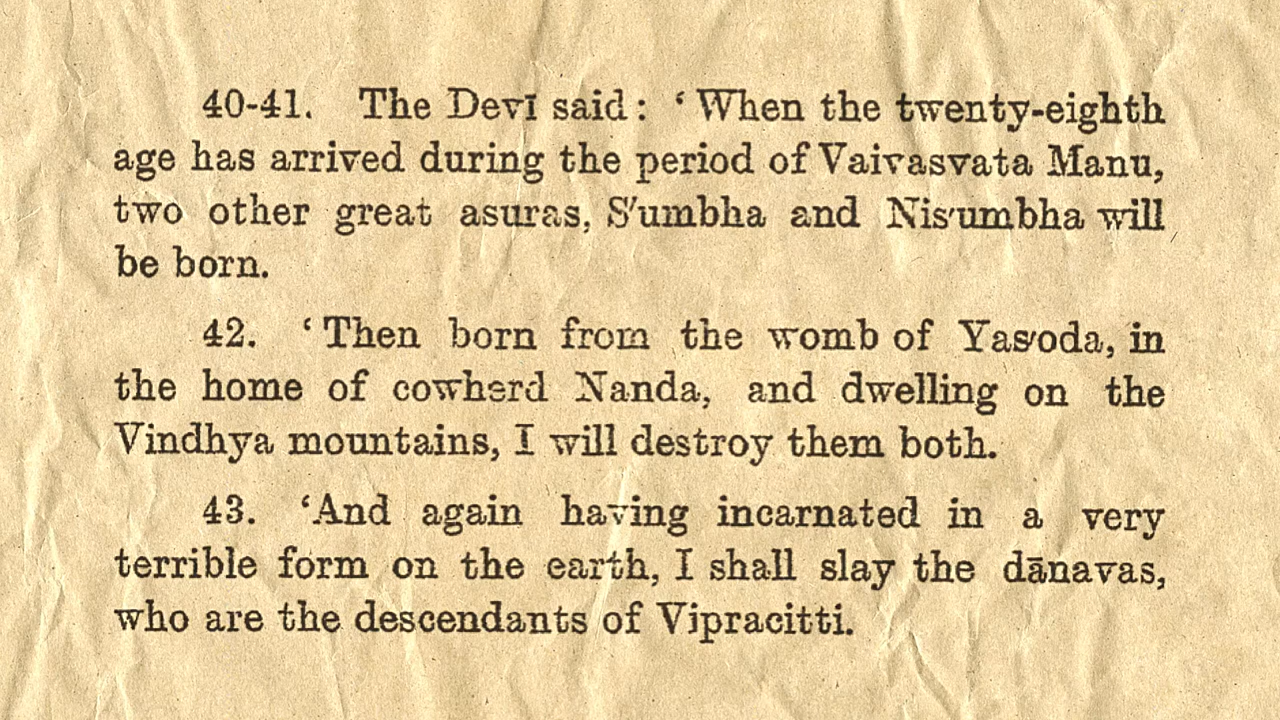 40-41. The Devī said: ‘When the twenty-eighth
age has arrived during the period of Vaivasvata Manu,
two other great asuras, S'umbha and Nis'umbha will
be born.
42. ‘Then born from the womb of Yas'oda, in
the home of cowherd Nanda, and dwelling on the
Vindhya mountains, I will destroy them both.
43. ‘And again having incarnated in a very
terrible form on the earth, I shall slay the dānavas,
who are the descendants of Vipracitti.